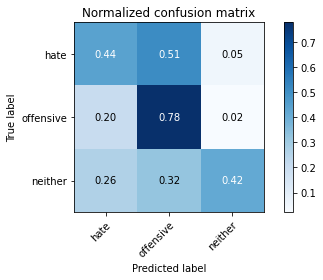 Normalized confusion matrix
True label
hate
0.44 0.51 0.05
offensive
0.20 0.78 0.02
neither
0.26 0.32 0.42
hate
offensive
neither
Predicted label
0.7
0.6
0.5
0.4
0.3
0.2
0.1